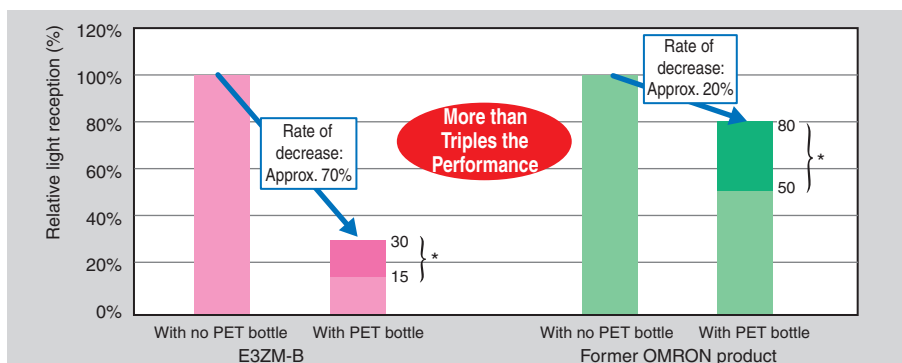 Relative light reception (%)
120%
100%
80%
60%
40%
20%
0%
Rate of
decrease:
Approx. 70%
30
15
*
More than
Triples the
Performance
Rate of
decrease:
Approx. 20%
80
50
*
With no PET bottle
With PET bottle
With no PET bottle
With PET bottle
E3ZM-B
Former OMRON product